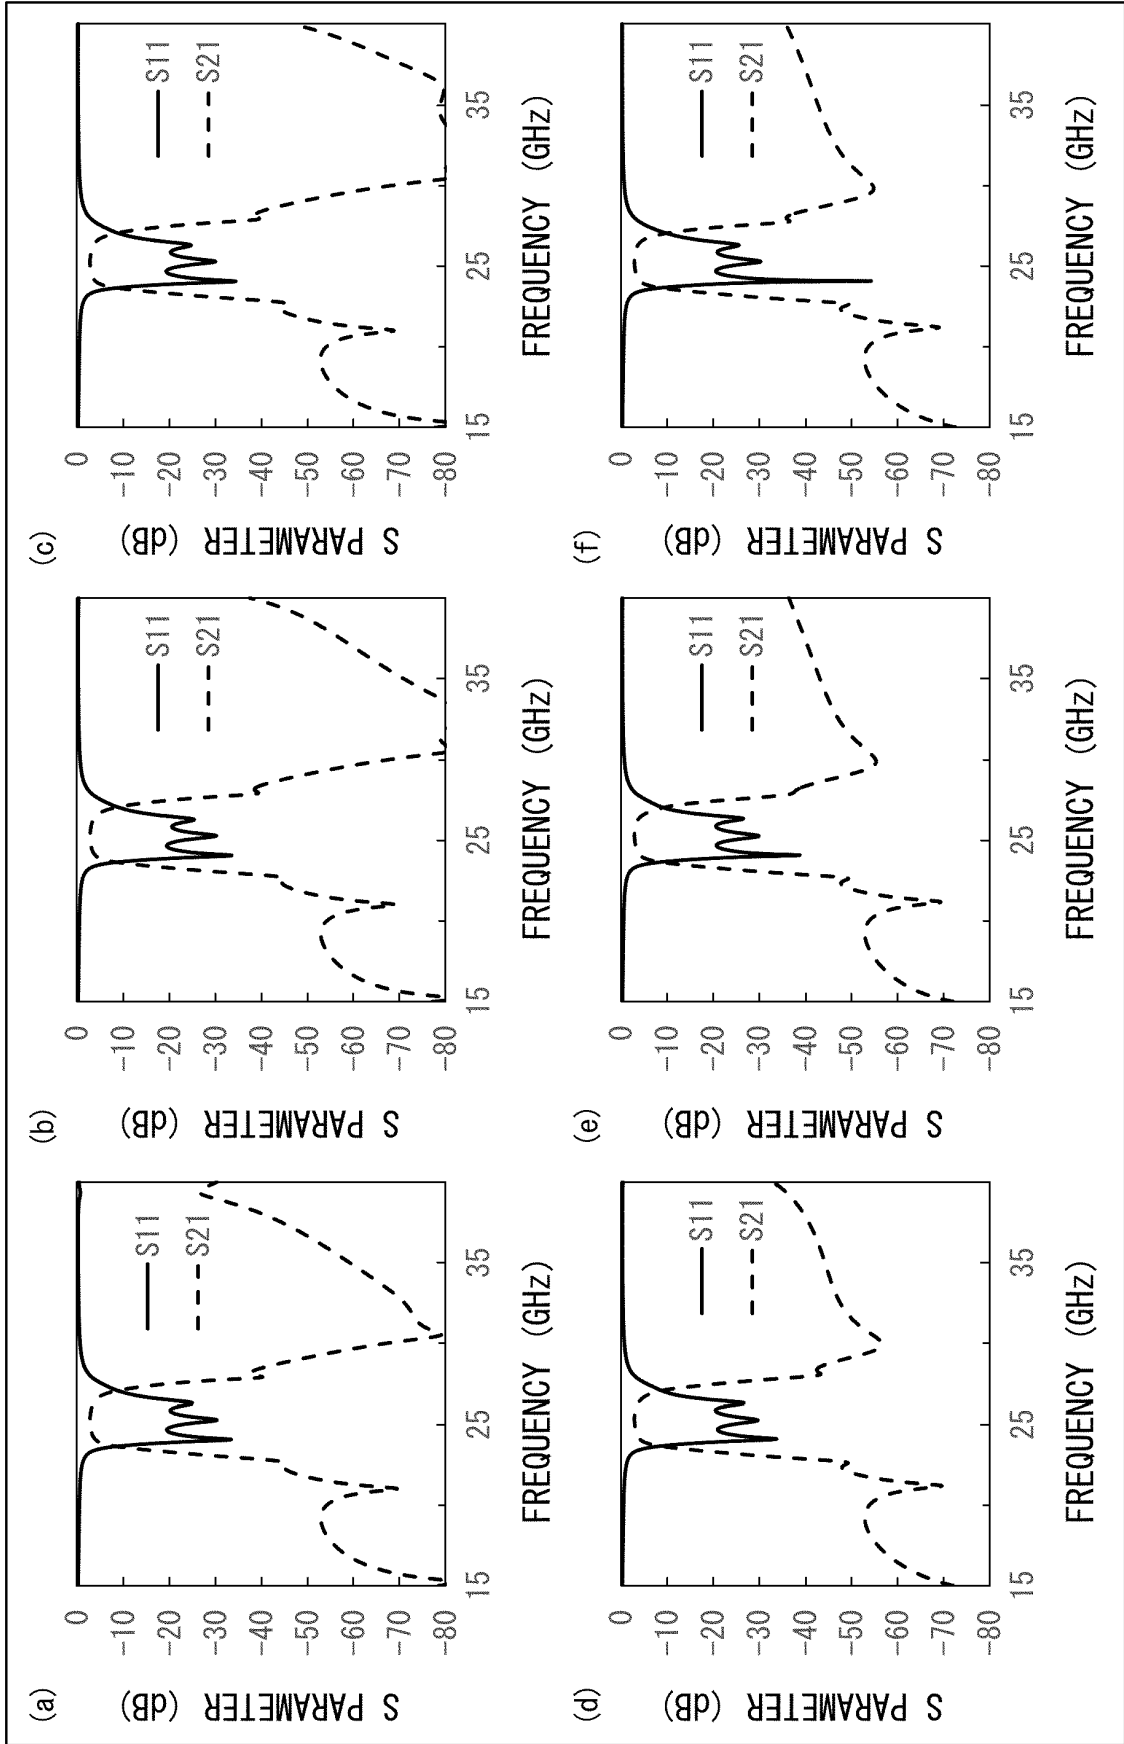 (a)
S PARAMETER (dB)
0
-10
-20
-30
-40
-50
-60
-70
-80
15
25
35
FREQUENCY (GHz)
S11
S21
(b)
S PARAMETER (dB)
0
-10
-20
-30
-40
-50
-60
-70
-80
15
25
35
FREQUENCY (GHz)
S11
S21
(c)
S PARAMETER (dB)
0
-10
-20
-30
-40
-50
-60
-70
-80
15
25
35
FREQUENCY (GHz)
S11
S21
(d)
S PARAMETER (dB)
0
-10
-20
-30
-40
-50
-60
-70
-80
15
25
35
FREQUENCY (GHz)
S11
S21
(e)
S PARAMETER (dB)
0
-10
-20
-30
-40
-50
-60
-70
-80
15
25
35
FREQUENCY (GHz)
S11
S21
(f)
S PARAMETER (dB)
0
-10
-20
-30
-40
-50
-60
-70
-80
15
25
35
FREQUENCY (GHz)
S11
S21